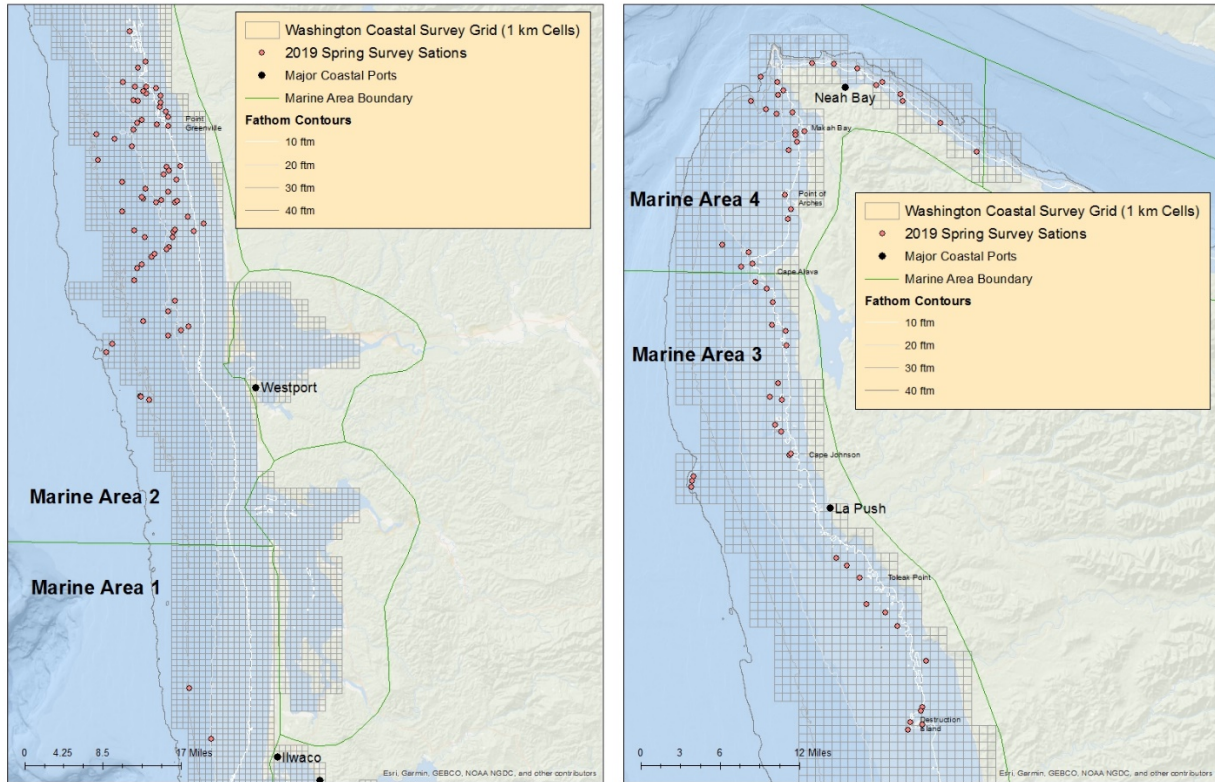 Washington Coastal Survey Grid (1 km Cells)
2019 Spring Survey Sations
Major Coastal Ports
Marine Area Boundary
Fathom Contours
10 ftm
20 ftm
30 ftm
40 ftm
Point
Greenville
Westport
Marine Area 2
Marine Area 1
Ilwaco
0 4.25 8.5 17 Miles
Esri, Garmin, GEBCO, NOAA NGDC, and other contributors
Neah Bay
Makah Bay
Marine Area 4
Point of
Arches
Washington Coastal Survey Grid (1 km Cells)
2019 Spring Survey Sations
Major Coastal Ports
Marine Area Boundary
Fathom Contours
10 ftm
20 ftm
30 ftm
40 ftm
Cape Alava
Marine Area 3
Cape Johnson
La Push
Toleak Point
Destruction
Island
0 3 6 12 Miles
Esri, Garmin, GEBCO, NOAA NGDC, and other contributors